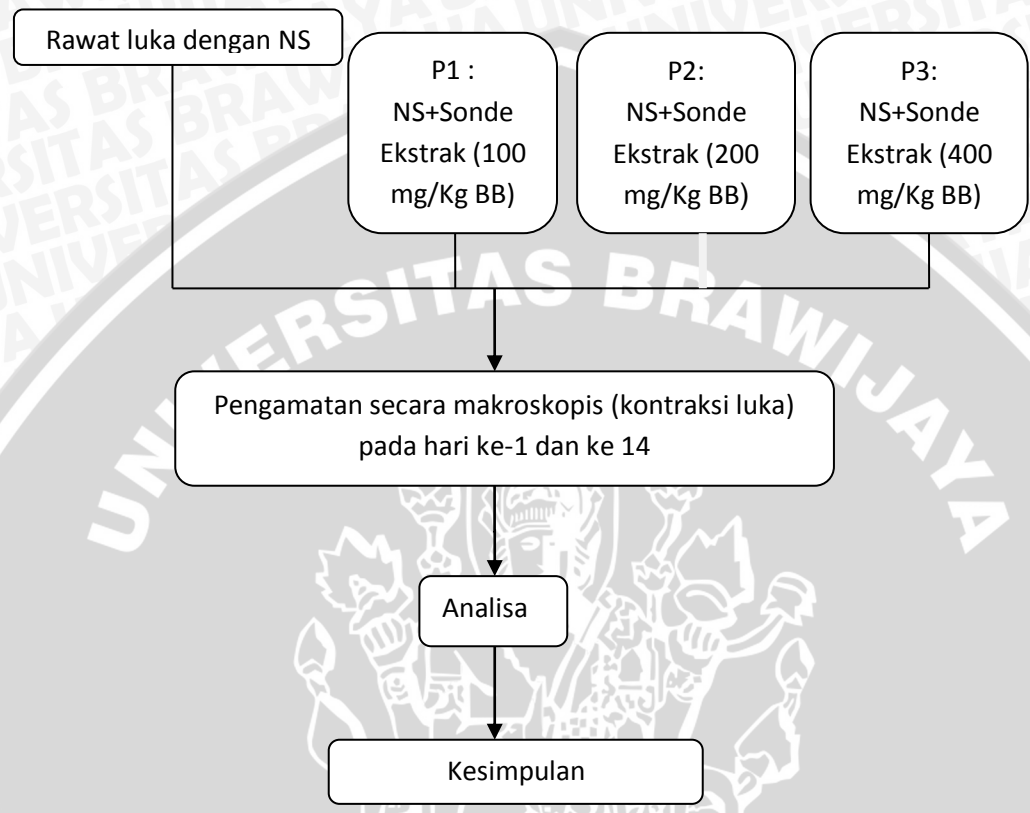 Rawat luka dengan NS
P1 :
NS+Sonde
Ekstrak (100
mg/Kg BB)
P2:
NS+Sonde
Ekstrak (200
mg/Kg BB)
P3:
NS+Sonde
Ekstrak (400
mg/Kg BB)
UNIVERSITAS BRAWIJAYA
Pengamatan secara makroskopis (kontraksi luka)
pada hari ke-1 dan ke 14
Analisa
Kesimpulan